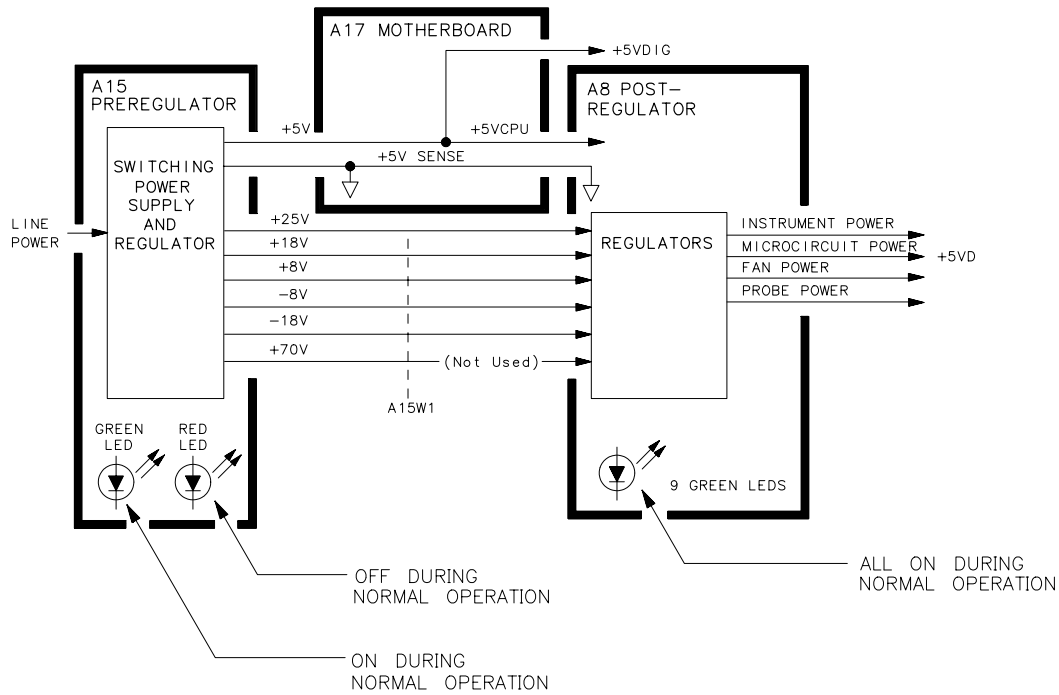 A17 MOTHERBOARD
+5VDIG
A15
PREREGULATOR
A8 POST-
REGULATOR
+5V
+5VCPU
+5V SENSE
SWITCHING
POWER
SUPPLY
AND
REGULATOR
LINE
POWER
+25V
+18V
+8V
-8V
-18V
+70V
(Not Used)
A15W1
REGULATORS
INSTRUMENT POWER
MICROCIRCUIT POWER
+5VD
FAN POWER
PROBE POWER
GREEN
LED
RED
LED
9 GREEN LEDS
OFF DURING
NORMAL OPERATION
ALL ON DURING
NORMAL OPERATION
ON DURING
NORMAL OPERATION